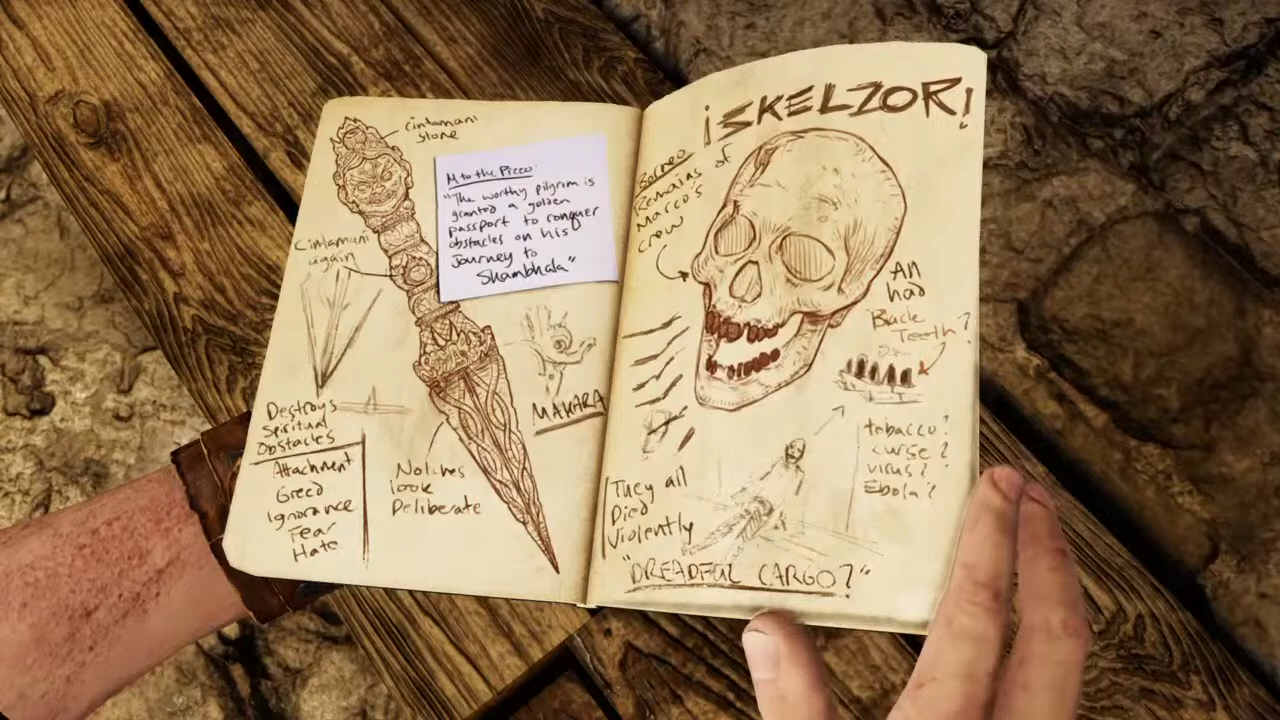 Cintamani
stone
M to the Pizzo:
"The worthy pilgrim is
granted a golden
passport to conquer
obstacles on his
Journey to
Shambhala"
Cintamani
again
MAKARA
Destroys
Spiritual
Obstacles
Attachment
Greed
Ignorance
Fear
Hate
Notches
look
Deliberate
¡SKELZOR!
Borneo
Remains of
Marco's
crew
All
had
Black
Teeth?
tobacco?
curse?
virus?
Ebola?
They all
Died
Violently
"DREADFUL CARGO?"